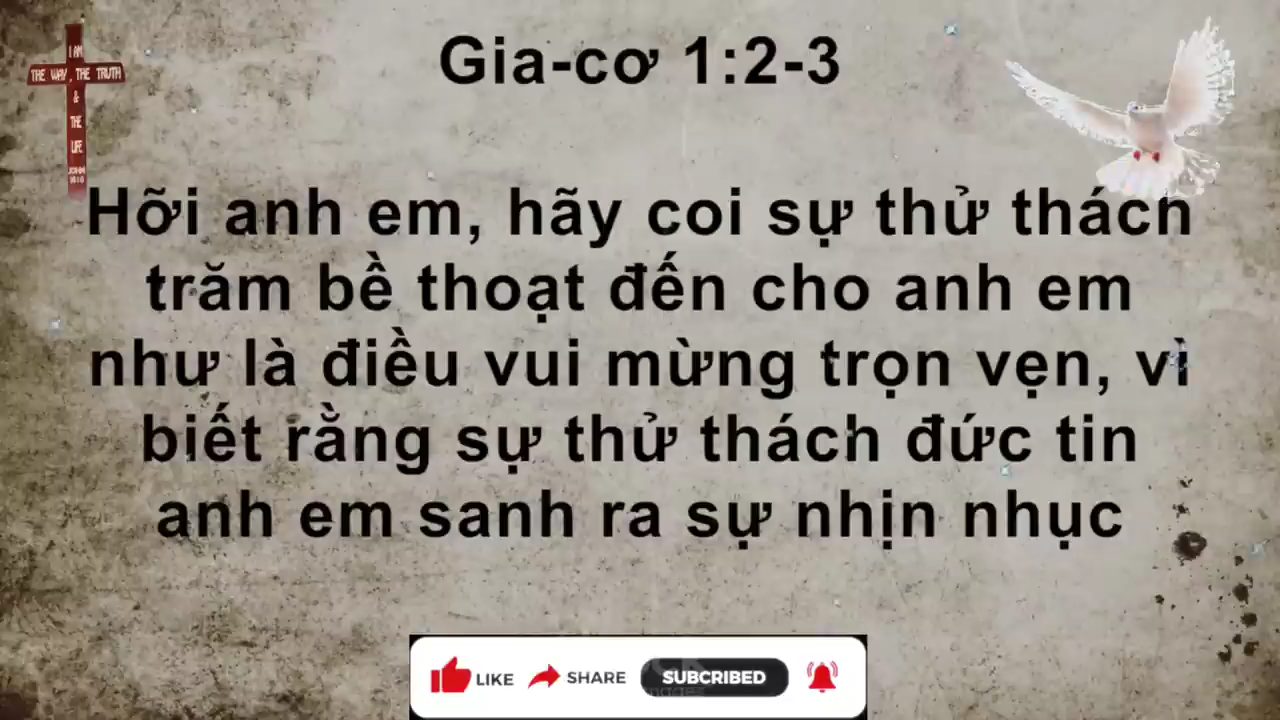 Gia-cơ 1:2-3
I AM
THE WAY, THE TRUTH
&
THE
LIFE
Hỡi anh em, hãy coi sự thử thách
trăm bề thoạt đến cho anh em
như là điều vui mừng trọn vẹn, vì
biết rằng sự thử thách đức tin
anh em sanh ra sự nhịn nhục
LIKE SHARE SUBCRIBED